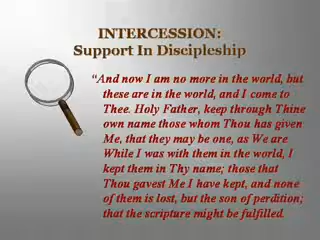 INTERCESSION:
Support In Discipleship
“And now I am no more in the world, but
these are in the world, and I come to
Thee. Holy Father, keep through Thine
own name those whom Thou has given
Me, that they may be one, as We are
While I was with them in the world, I
kept them in Thy name; those that
Thou gavest Me I have kept, and none
of them is lost, but the son of perdition;
that the scripture might be fulfilled.